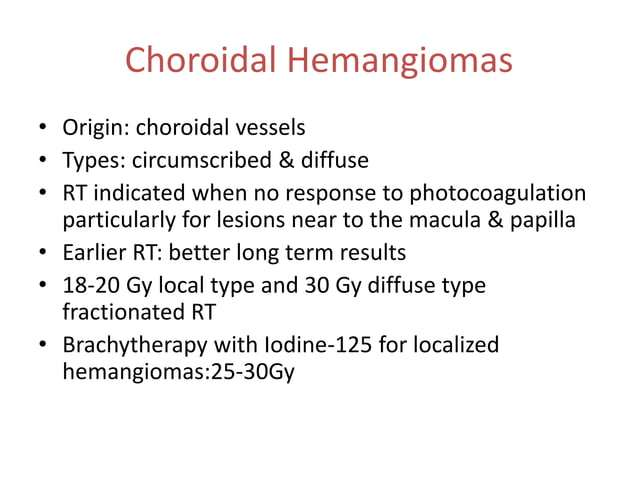 Choroidal Hemangiomas
• Origin: choroidal vessels
• Types: circumscribed & diffuse
• RT indicated when no response to photocoagulation
particularly for lesions near to the macula & papilla
• Earlier RT: better long term results
• 18-20 Gy local type and 30 Gy diffuse type
fractionated RT
• Brachytherapy with Iodine-125 for localized
hemangiomas:25-30Gy